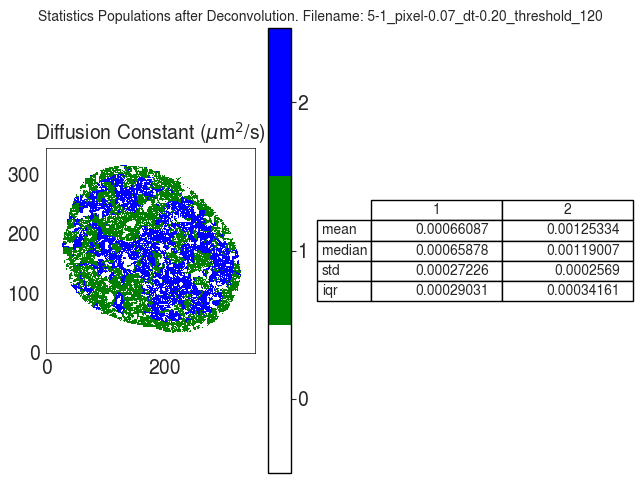 Statistics Populations after Deconvolution. Filename: 5-1_pixel-0.07_dt-0.20_threshold_120
Diffusion Constant (μm²/s)
300
200
100
0
0 200
2
1
0
1 2
mean 0.00066087 0.00125334
median 0.00065878 0.00119007
std 0.00027226 0.0002569
iqr 0.00029031 0.00034161